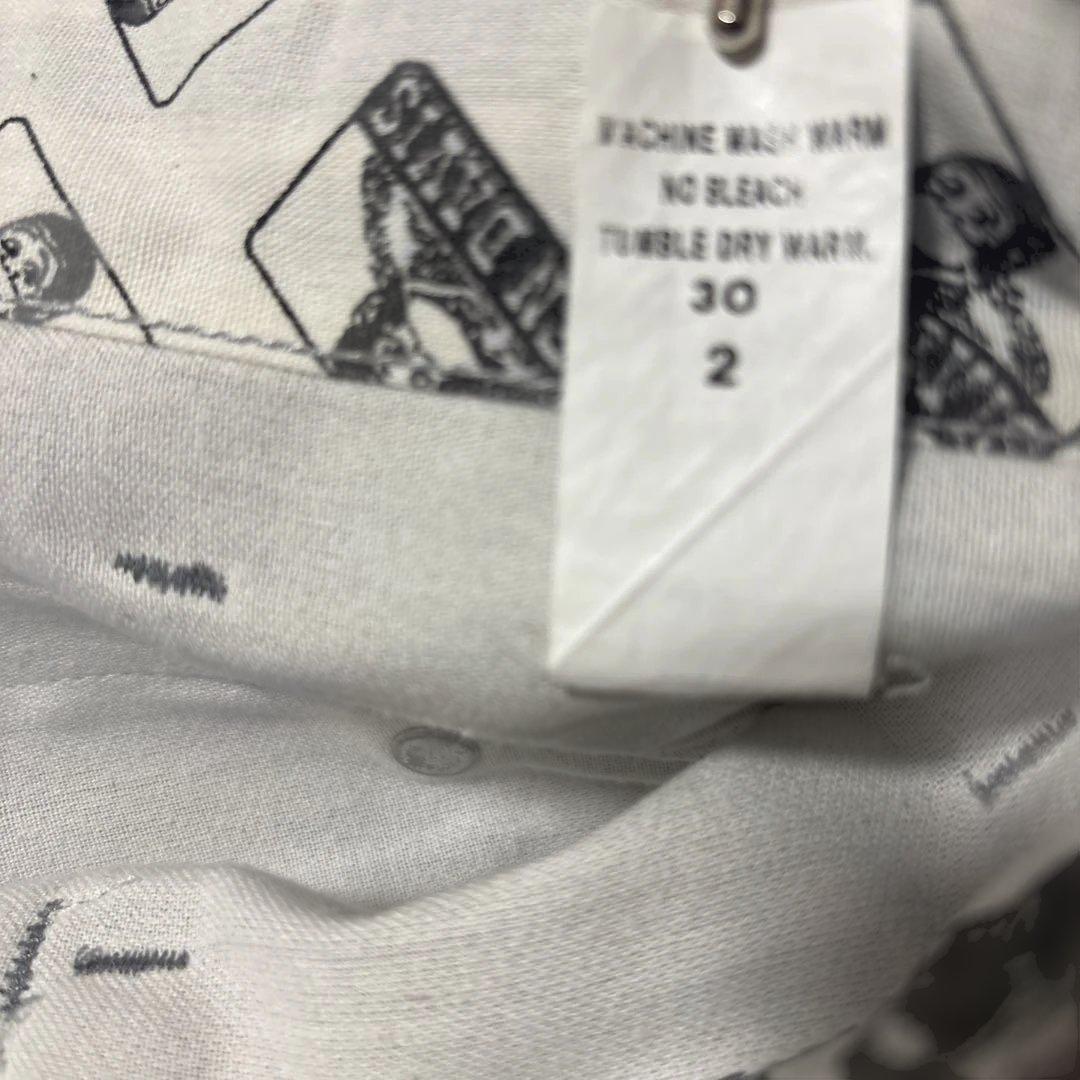 MACHINE WASH WARM
NO BLEACH
TUMBLE DRY WARM.
30
2